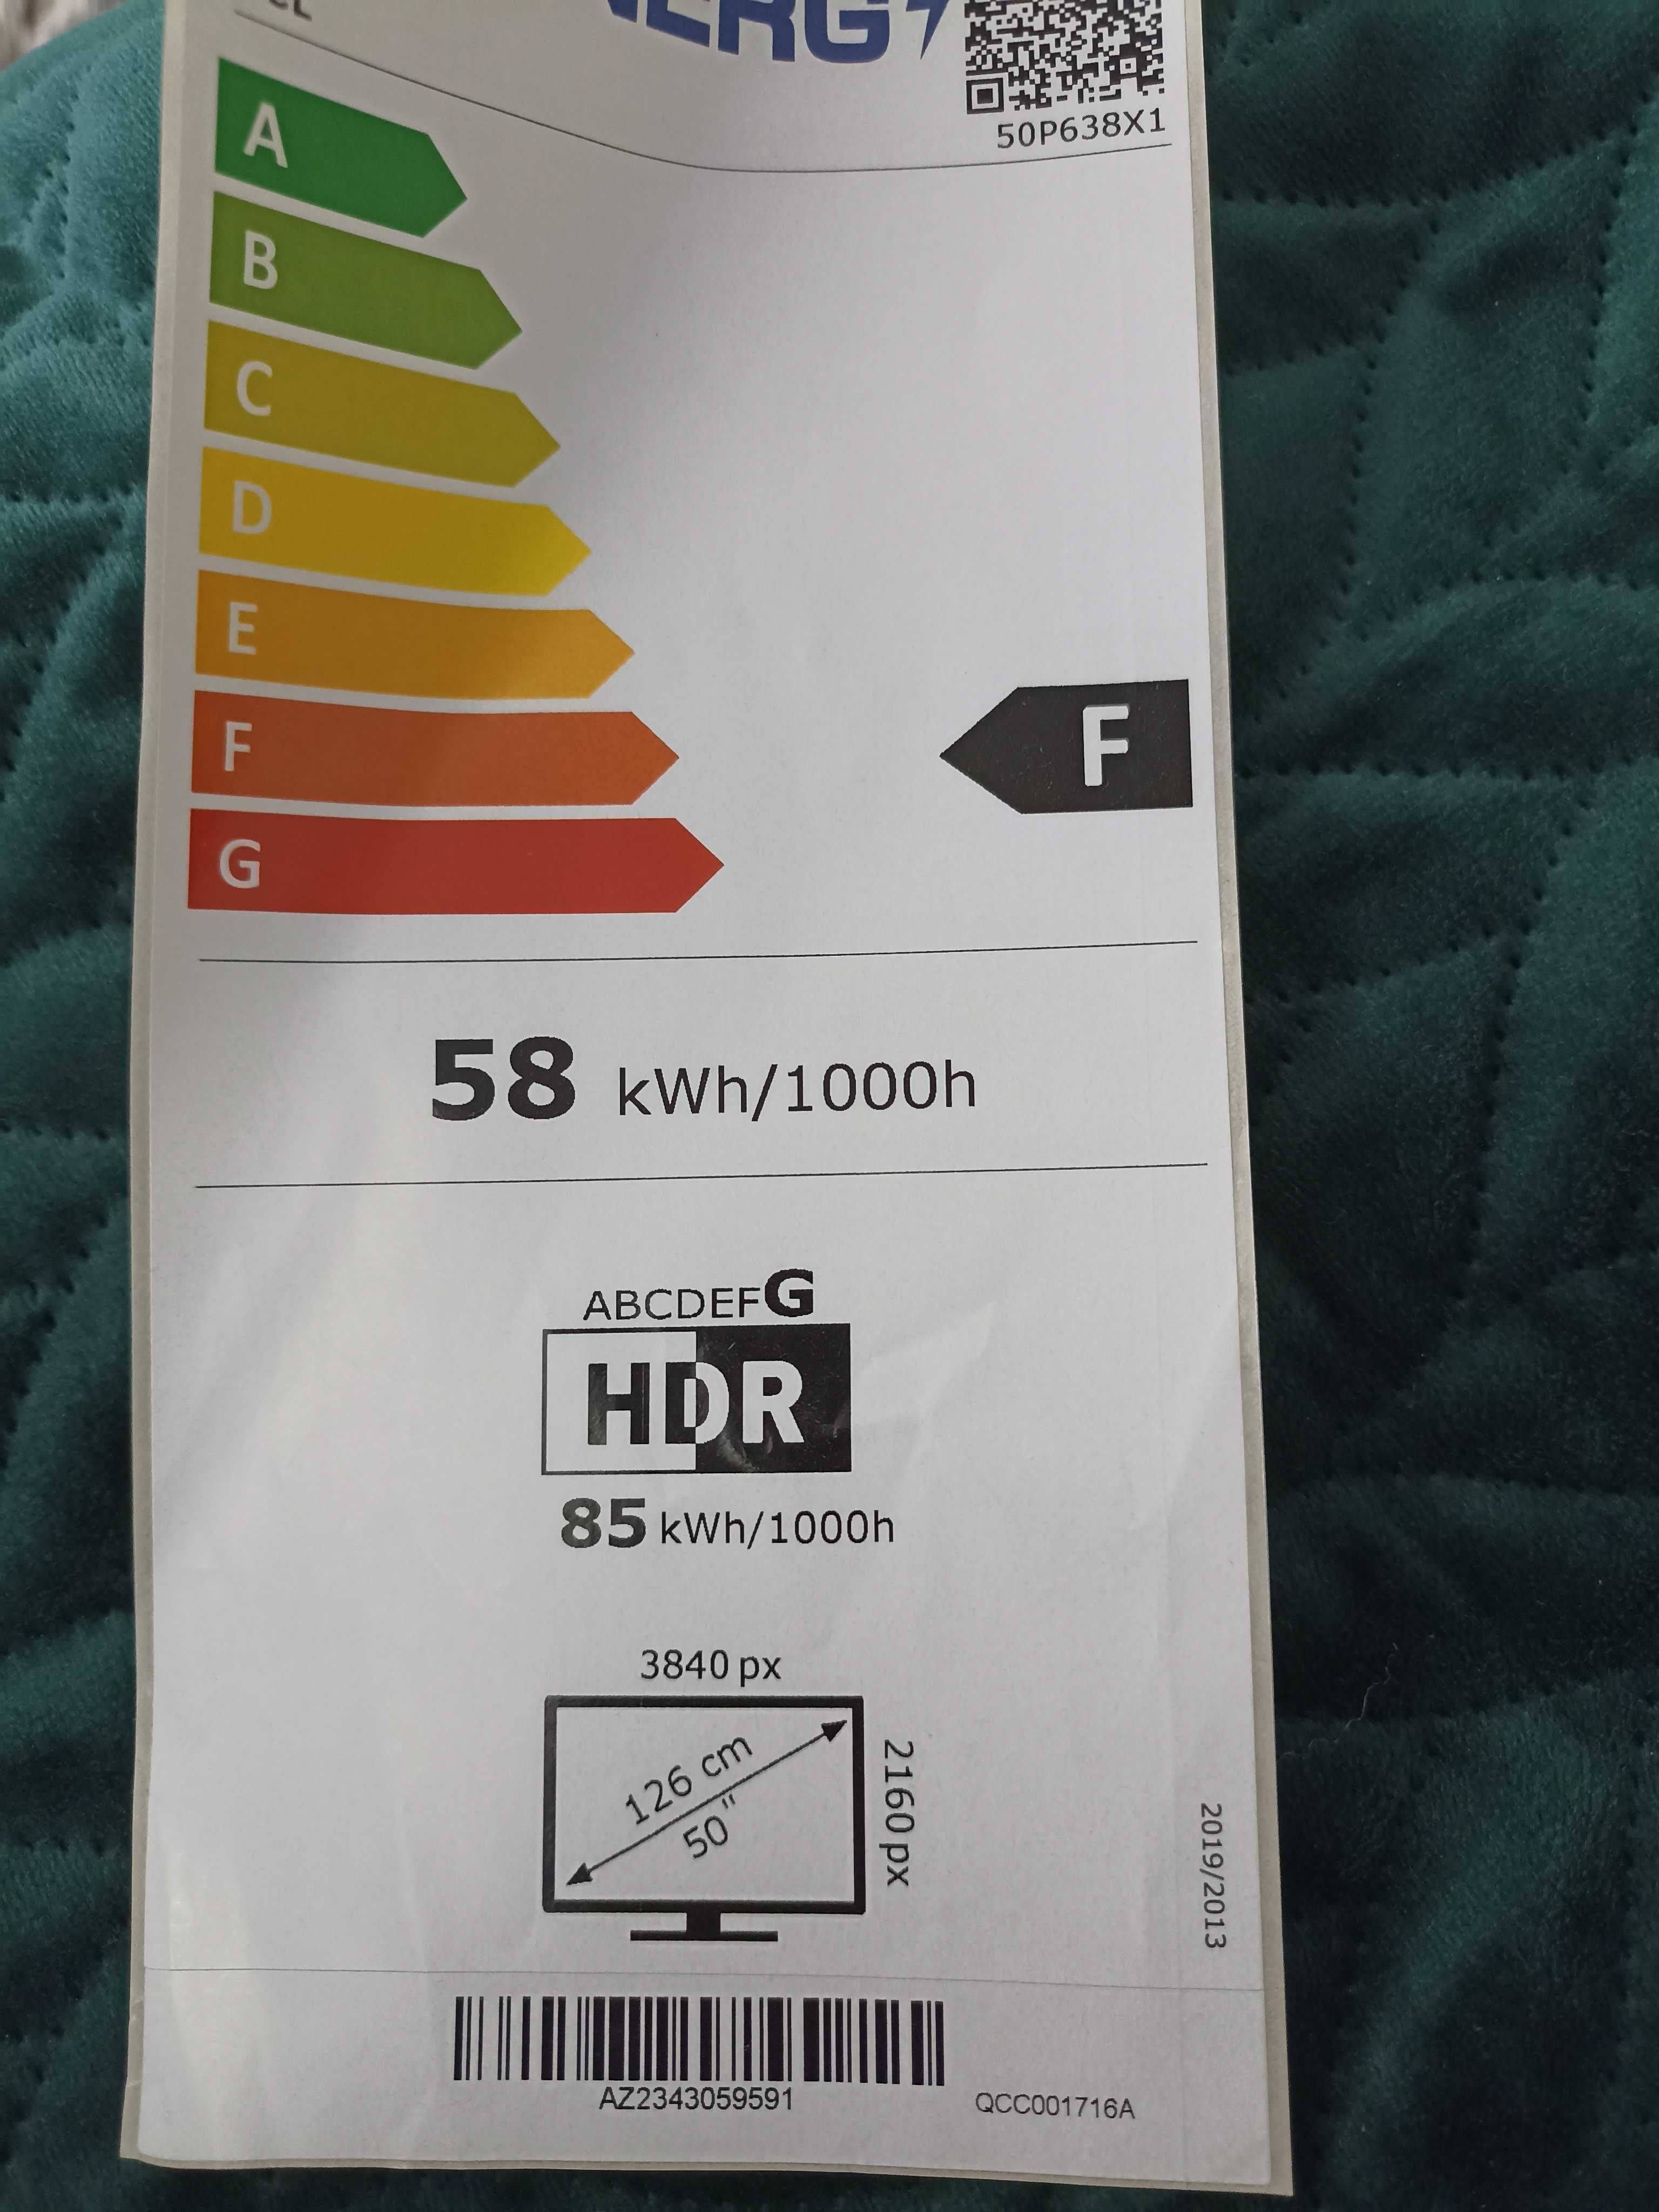 ENERG
50P638X1
A
B
C
D
E
F
F
G
58 kWh/1000h
ABCDEFG
HDR
85 kWh/1000h
3840 px
126 cm
50"
2160 px
2019/2013
AZ2343059591
QCC001716A